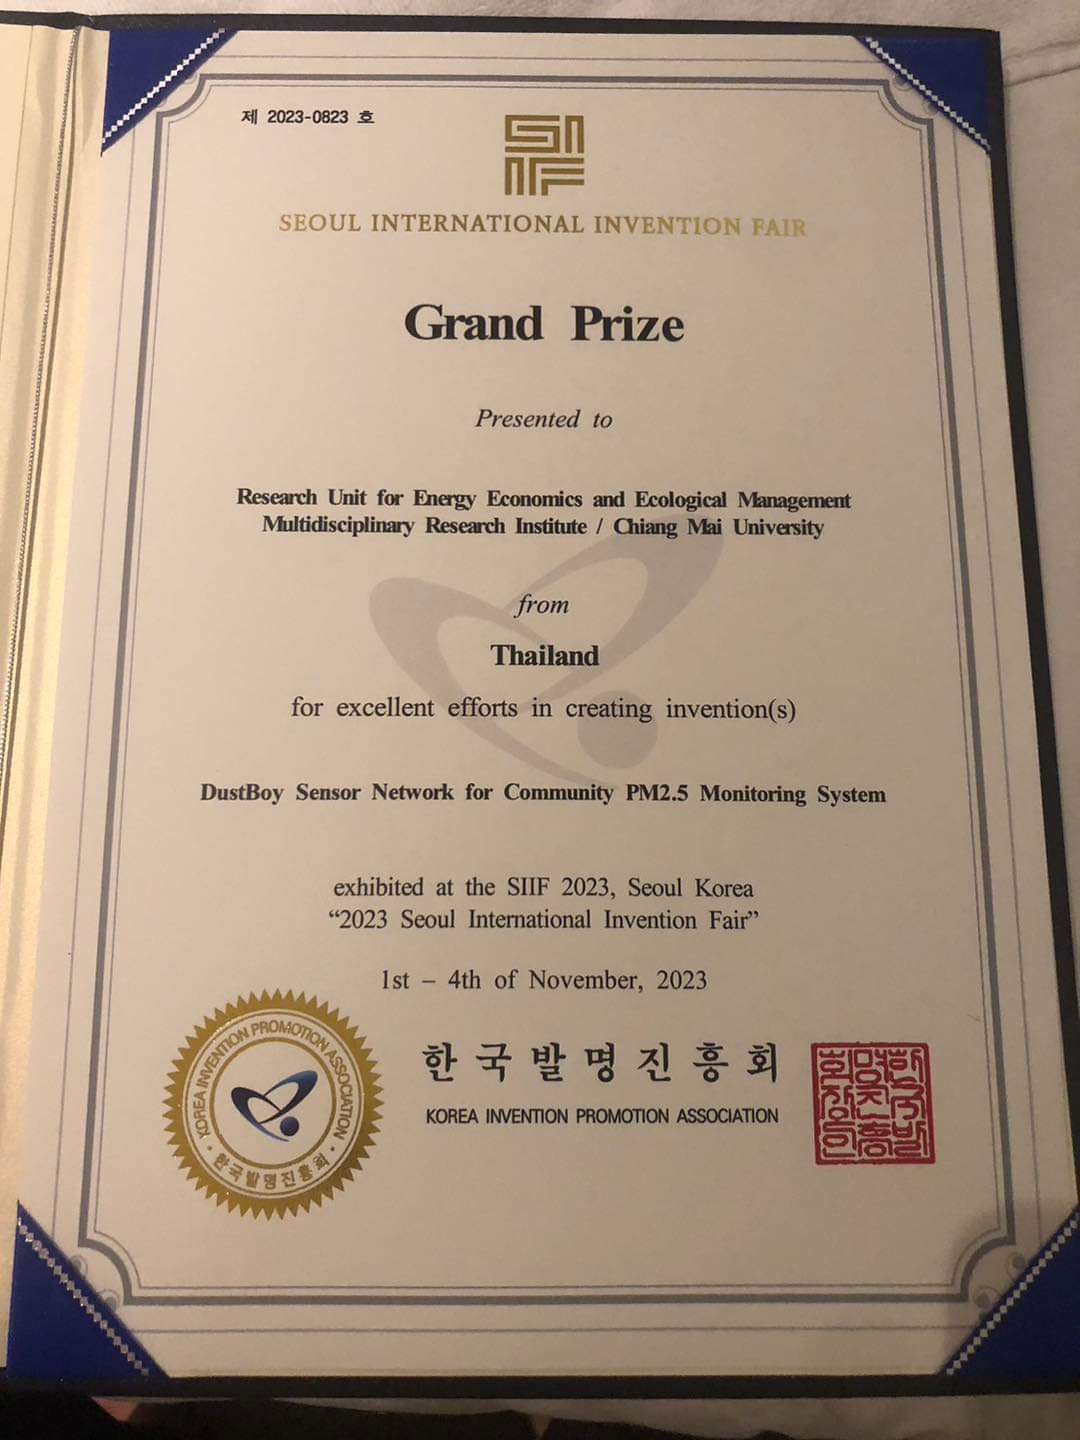 제 2023-0823 호
SIIF
SEOUL INTERNATIONAL INVENTION FAIR
Grand Prize
Presented to
Research Unit for Energy Economics and Ecological Management
Multidisciplinary Research Institute / Chiang Mai University
from
Thailand
for excellent efforts in creating invention(s)
DustBoy Sensor Network for Community PM2.5 Monitoring System
exhibited at the SIIF 2023, Seoul Korea
“2023 Seoul International Invention Fair”
1st – 4th of November, 2023
KOREA INVENTION PROMOTION ASSOCIATION
한국발명진흥회
한국발명진흥회
KOREA INVENTION PROMOTION ASSOCIATION